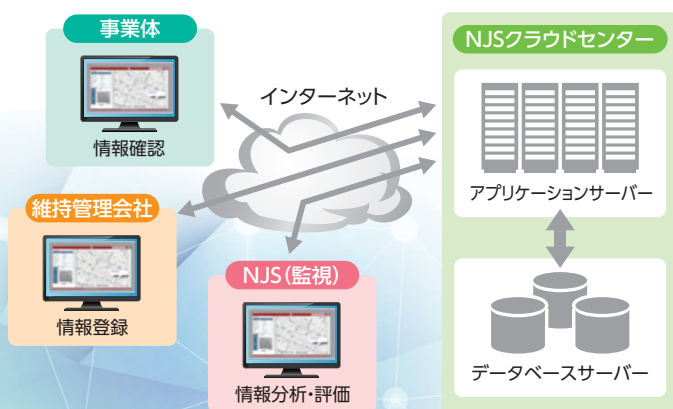 事業体
情報確認
インターネット
維持管理会社
情報登録
NJS(監視)
情報分析・評価
NJSクラウドセンター
アプリケーションサーバー
データベースサーバー